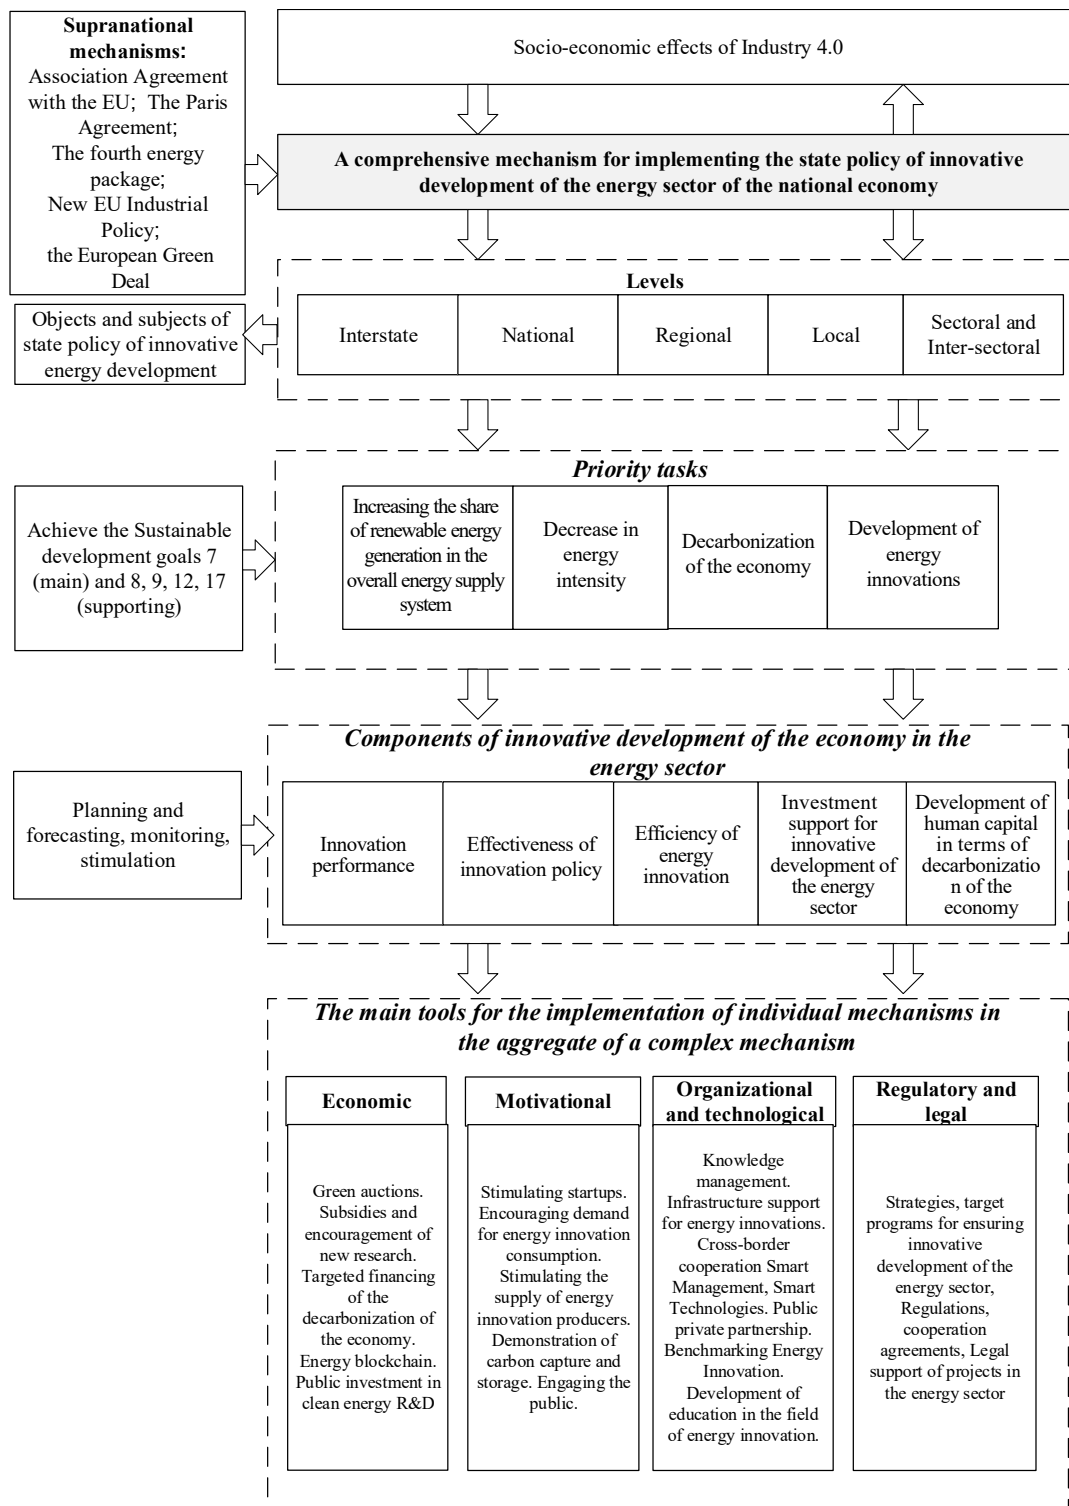 Supranational
mechanisms:
Association Agreement
with the EU; The Paris
Agreement;
The fourth energy
package;
New EU Industrial
Policy;
the European Green
Deal
Socio-economic effects of Industry 4.0
A comprehensive mechanism for implementing the state policy of innovative
development of the energy sector of the national economy
Objects and subjects of
state policy of innovative
energy development
Levels
Interstate
National
Regional
Local
Sectoral and
Inter-sectoral
Achieve the Sustainable
development goals 7
(main) and 8, 9, 12, 17
(supporting)
Priority tasks
Increasing the share
of renewable energy
generation in the
overall energy supply
system
Decrease in
energy
intensity
Decarbonization
of the economy
Development of
energy
innovations
Planning and
forecasting, monitoring,
stimulation
Components of innovative development of the economy in the
energy sector
Innovation
performance
Effectiveness of
innovation policy
Efficiency of
energy
innovation
Investment
support for
innovative
development of
the energy
sector
Development of
human capital
in terms of
decarbonizatio
n of the
economy
The main tools for the implementation of individual mechanisms in
the aggregate of a complex mechanism
Economic
Green auctions.
Subsidies and
encouragement of
new research.
Targeted financing
of the
decarbonization of
the economy.
Energy blockchain.
Public investment in
clean energy R&D
Motivational
Stimulating startups.
Encouraging demand
for energy innovation
consumption.
Stimulating the
supply of energy
innovation producers.
Demonstration of
carbon capture and
storage. Engaging the
public.
Organizational
and technological
Knowledge
management.
Infrastructure support
for energy innovations.
Cross-border
cooperation Smart
Management, Smart
Technologies. Public
private partnership.
Benchmarking Energy
Innovation.
Development of
education in the field
of energy innovation.
Regulatory and
legal
Strategies, target
programs for ensuring
innovative
development of the
energy sector,
Regulations,
cooperation
agreements, Legal
support of projects in
the energy sector